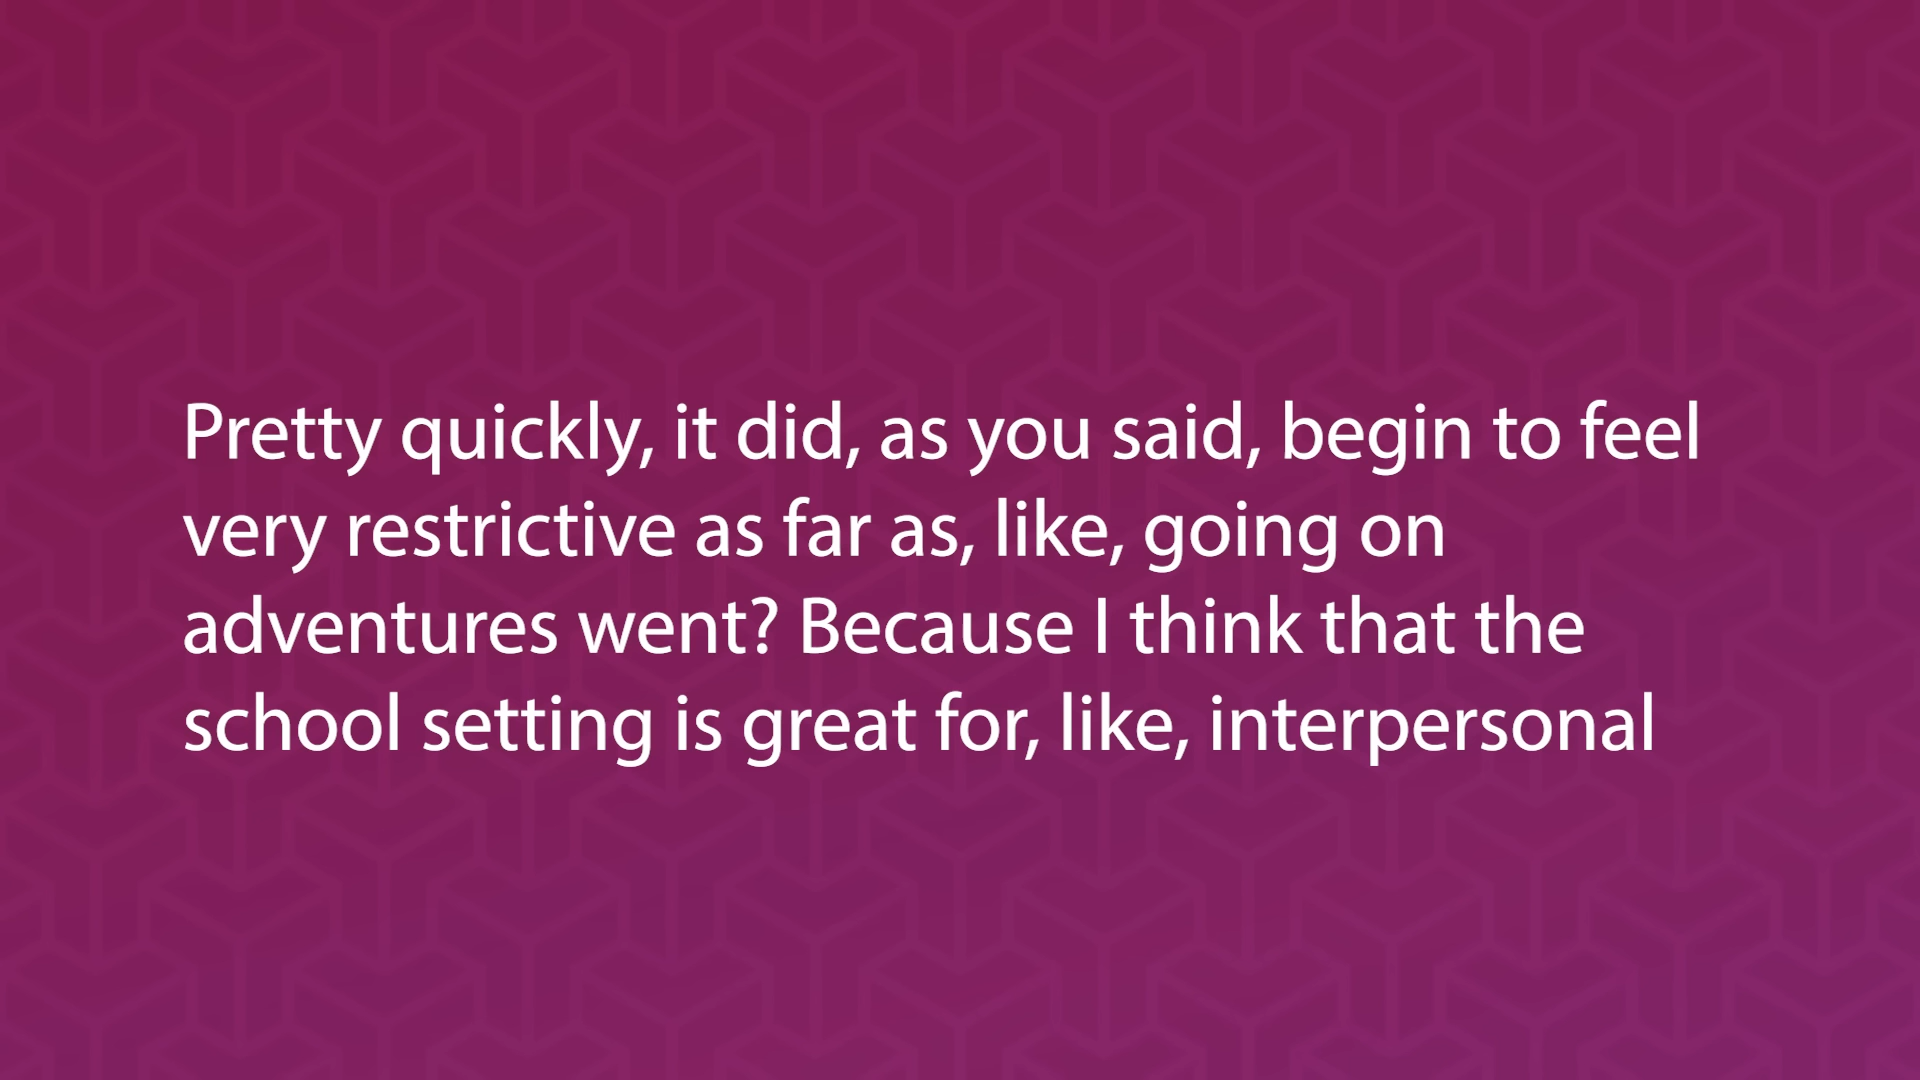 Pretty quickly, it did, as you said, begin to feel
very restrictive as far as, like, going on
adventures went? Because I think that the
school setting is great for, like, interpersonal